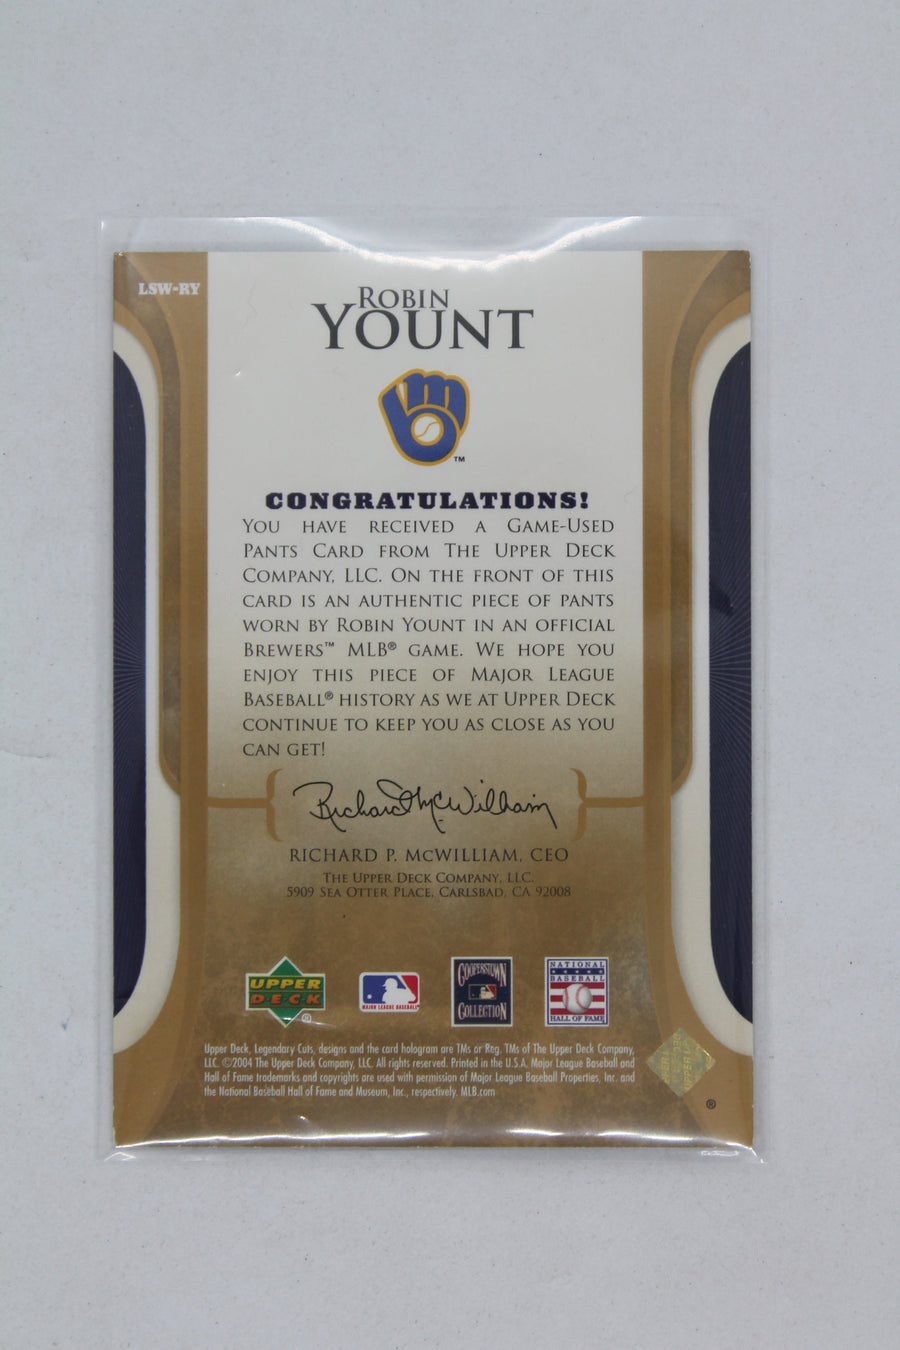 LSW-RY
ROBIN
YOUNT
TM
CONGRATULATIONS!
YOU HAVE RECEIVED A GAME-USED
PANTS CARD FROM THE UPPER DECK
COMPANY, LLC. ON THE FRONT OF THIS
CARD IS AN AUTHENTIC PIECE OF PANTS
WORN BY ROBIN YOUNT IN AN OFFICIAL
BREWERS™ MLB® GAME. WE HOPE YOU
ENJOY THIS PIECE OF MAJOR LEAGUE
BASEBALL® HISTORY AS WE AT UPPER DECK
CONTINUE TO KEEP YOU AS CLOSE AS YOU
CAN GET!
Richard P. McWilliam
RICHARD P. MCWILLIAM, CEO
THE UPPER DECK COMPANY, LLC.
5909 SEA OTTER PLACE, CARLSBAD, CA 92008
UPPER
DECK
®
MAJOR LEAGUE BASEBALL
COOPERSTOWN
COLLECTION
NATIONAL
BASEBALL
HALL OF FAME
Upper Deck, Legendary Cuts, designs and the card hologram are TMs or Reg. TMs of The Upper Deck Company,
LLC. ©2004 The Upper Deck Company, LLC. All rights reserved. Printed in the U.S.A. Major League Baseball and
Hall of Fame trademarks and copyrights are used with permission of Major League Baseball Properties, Inc. and
the National Baseball Hall of Fame and Museum, Inc., respectively. MLB.com
®